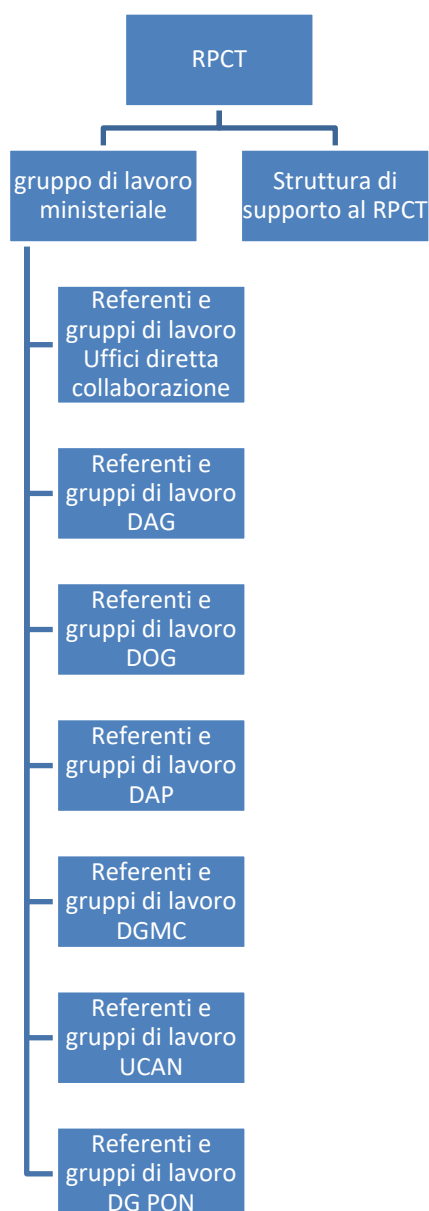 RPCT
gruppo di lavoro
ministeriale
Struttura di
supporto al RPCT
Referenti e
gruppi di lavoro
Uffici diretta
collaborazione
Referenti e
gruppi di lavoro
DAG
Referenti e
gruppi di lavoro
DOG
Referenti e
gruppi di lavoro
DAP
Referenti e
gruppi di lavoro
DGMC
Referenti e
gruppi di lavoro
UCAN
Referenti e
gruppi di lavoro
DG PON